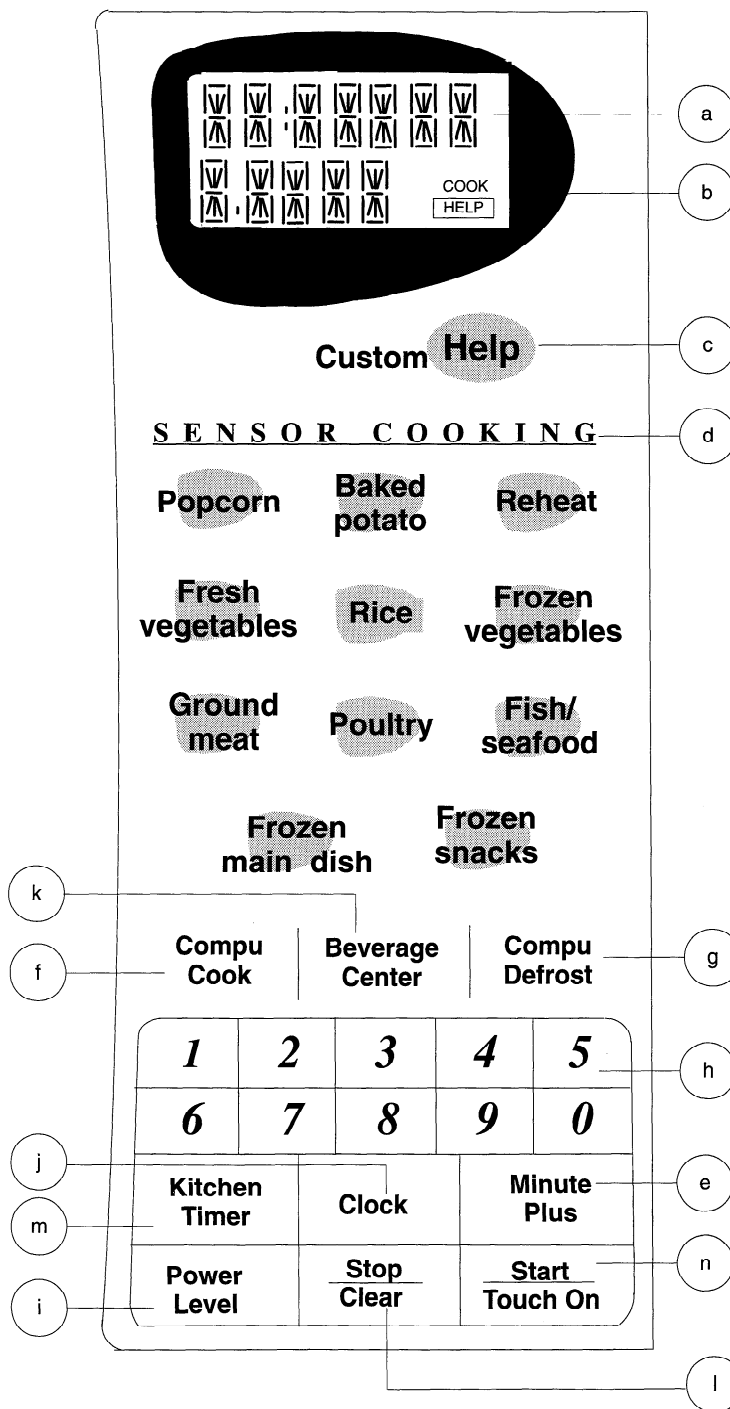 a
b
COOK
HELP
Custom Help
c
SENSOR COOKING
d
Popcorn
Baked
potato
Reheat
Fresh
vegetables
Rice
Frozen
vegetables
Ground
meat
Poultry
Fish/
seafood
Frozen
main dish
Frozen
snacks
k
f
Compu
Cook
Beverage
Center
Compu
Defrost
g
1 2 3 4 5
h
6 7 8 9 0
j
m
Kitchen
Timer
Clock
Minute
Plus
e
i
Power
Level
Stop
Clear
Start
Touch On
n
l